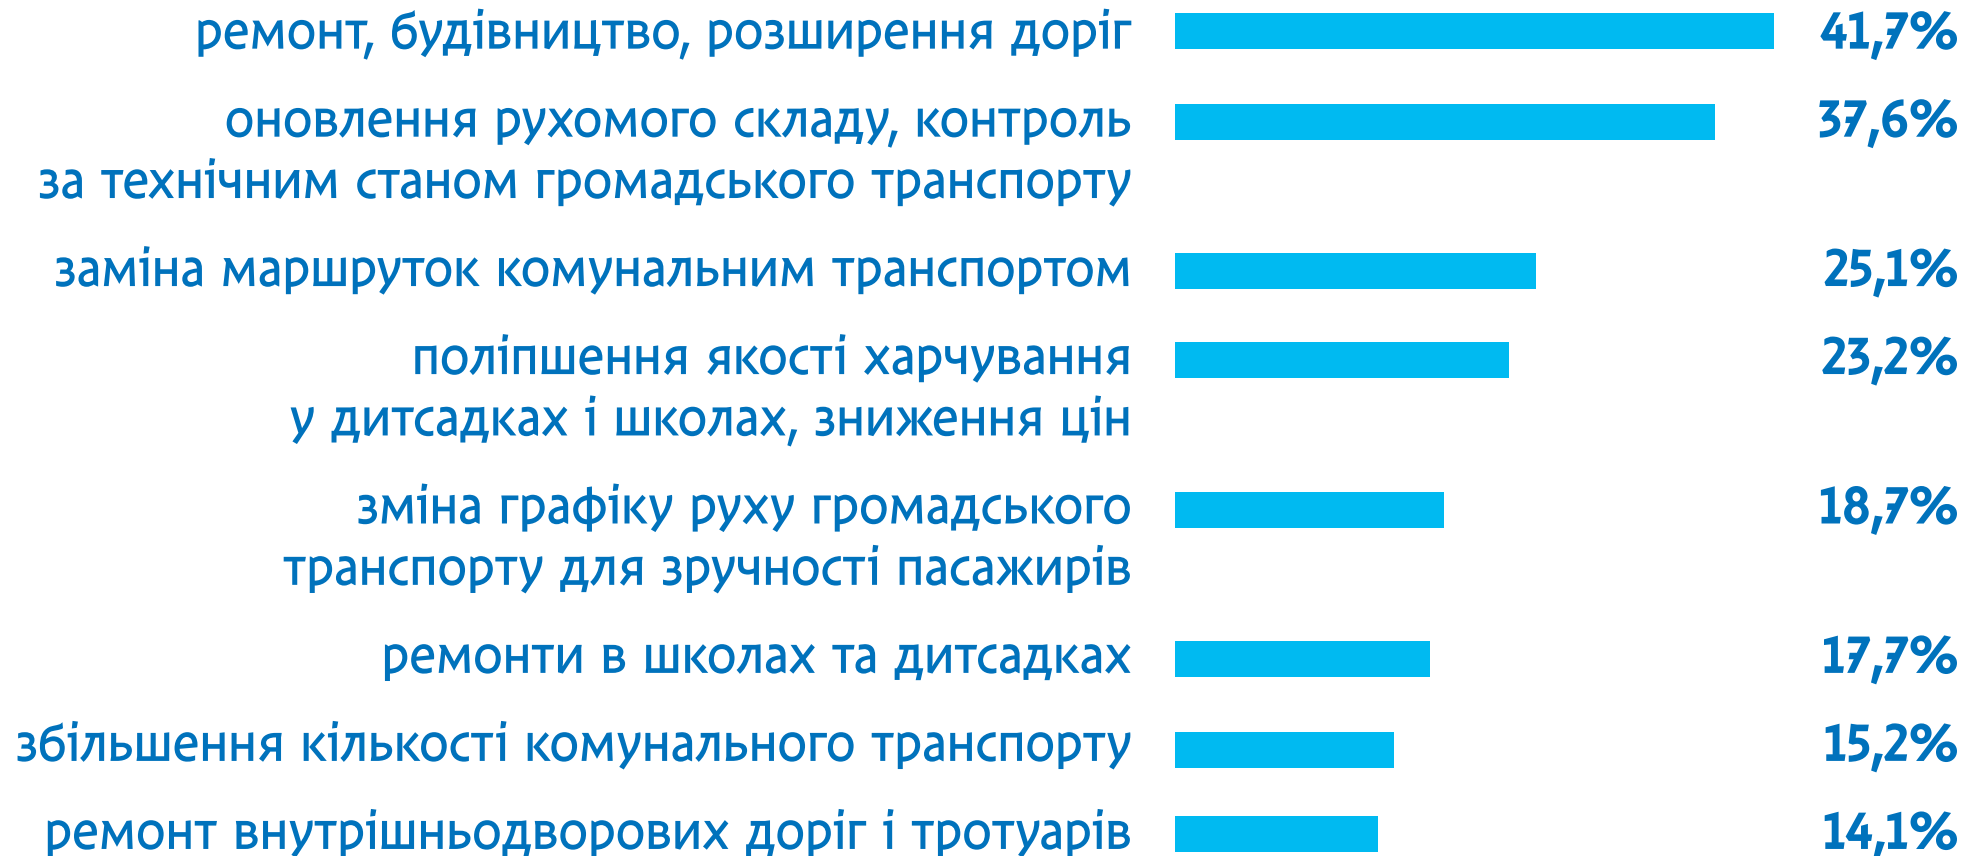 ремонт, будівництво, розширення доріг 41,7%
оновлення рухомого складу, контроль 37,6%
за технічним станом громадського транспорту
заміна маршруток комунальним транспортом 25,1%
поліпшення якості харчування 23,2%
у дитсадках і школах, зниження цін
зміна графіку руху громадського 18,7%
транспорту для зручності пасажирів
ремонти в школах та дитсадках 17,7%
збільшення кількості комунального транспорту 15,2%
ремонт внутрішньодворових доріг і тротуарів 14,1%